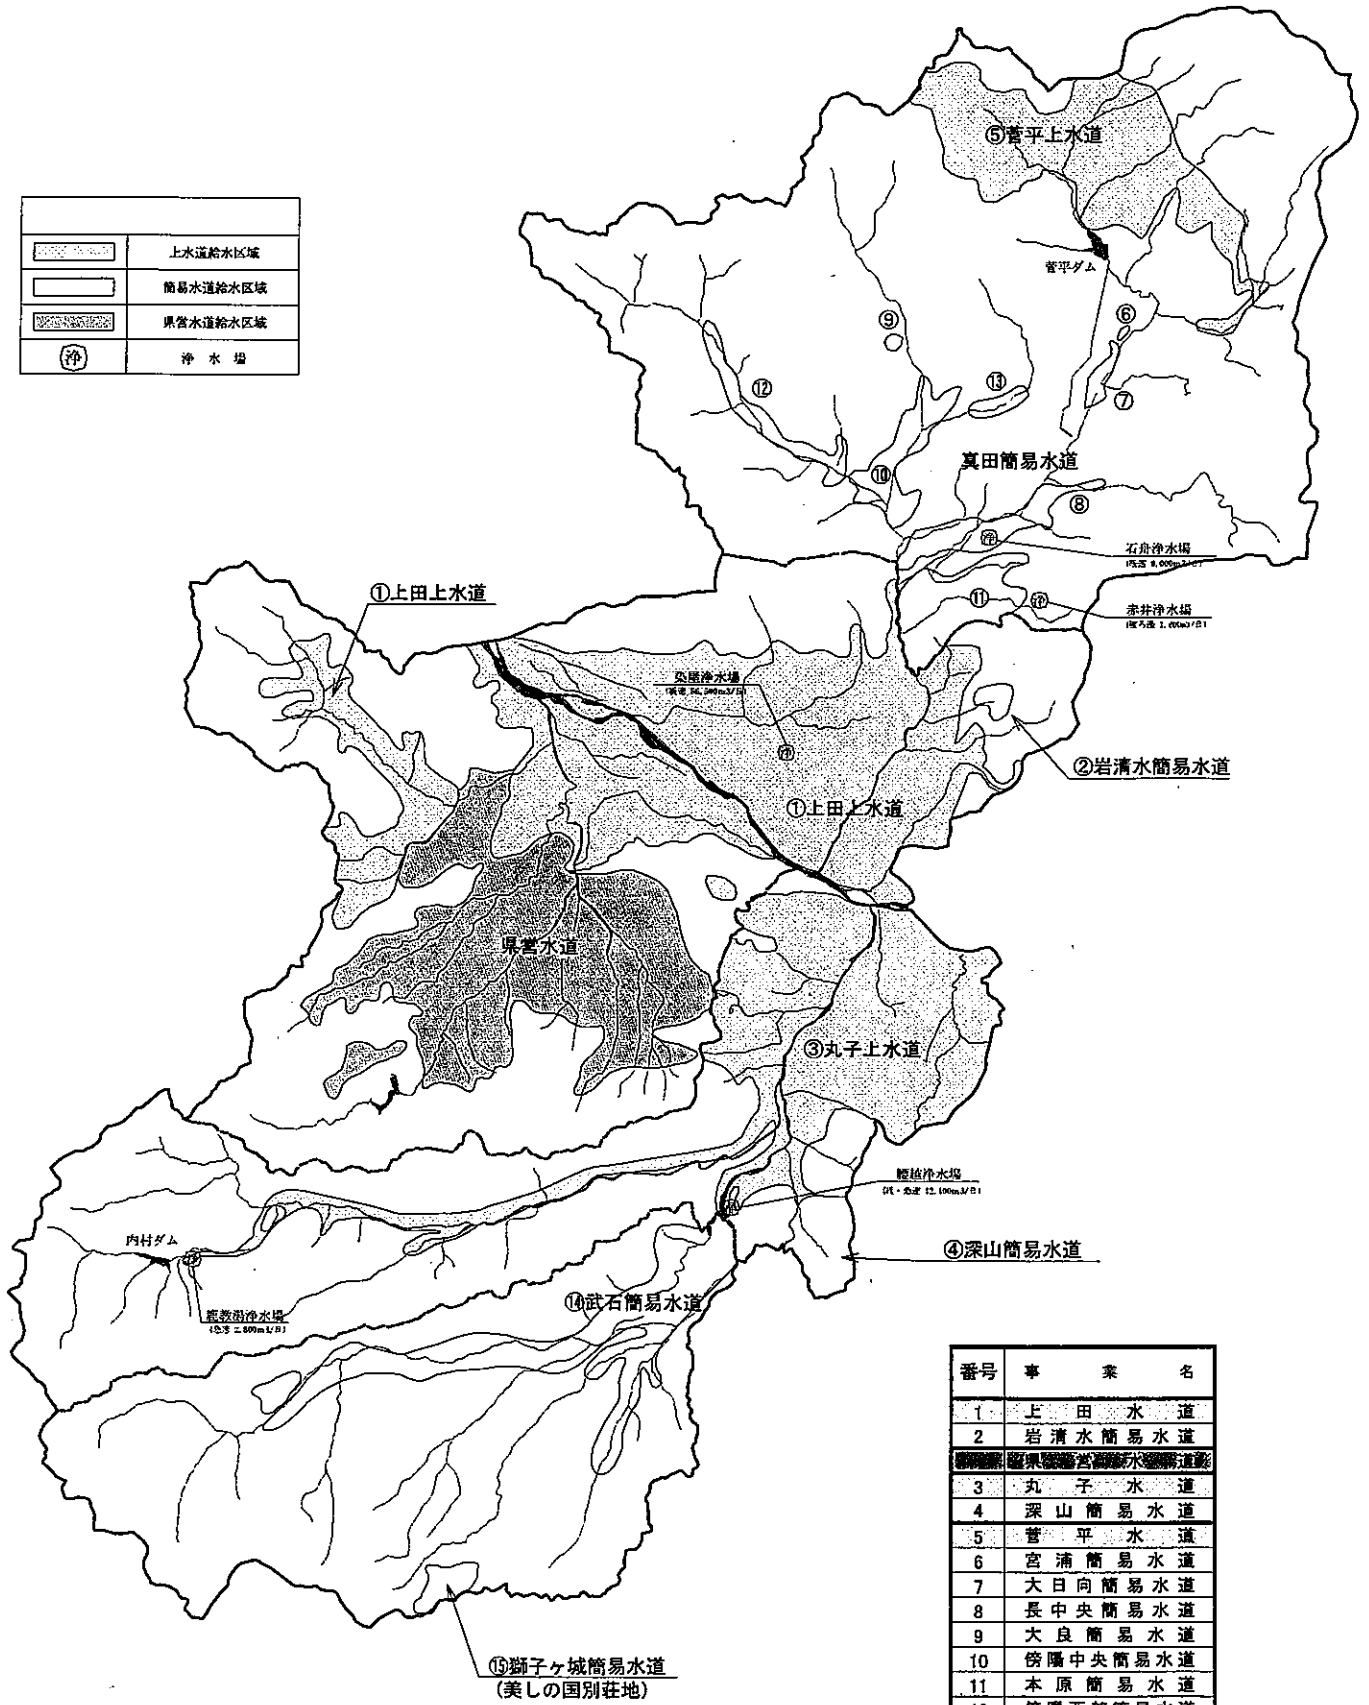 ⑤菅平上水道
上水道給水区域
簡易水道給水区域
県営水道給水区域
浄
浄水場
菅平ダム
⑥
⑨
⑬
⑫
⑦
真田簡易水道
⑩
⑧
浄
石舟浄水場
①上田上水道
⑪
浄
赤井浄水場
染屋浄水場
浄
②岩清水簡易水道
①上田上水道
県営水道
③丸子上水道
腰越浄水場
内村ダム
④深山簡易水道
鹿教湯浄水場
⑭武石簡易水道
番号 事業名
1 上田水道
2 岩清水簡易水道
3 丸子水道
4 深山簡易水道
5 菅平水道
6 宮浦簡易水道
7 大日向簡易水道
8 長中央簡易水道
9 大良簡易水道
10 傍陽中央簡易水道
11 本原簡易水道
⑮獅子ヶ城簡易水道
(美しの国別荘地)